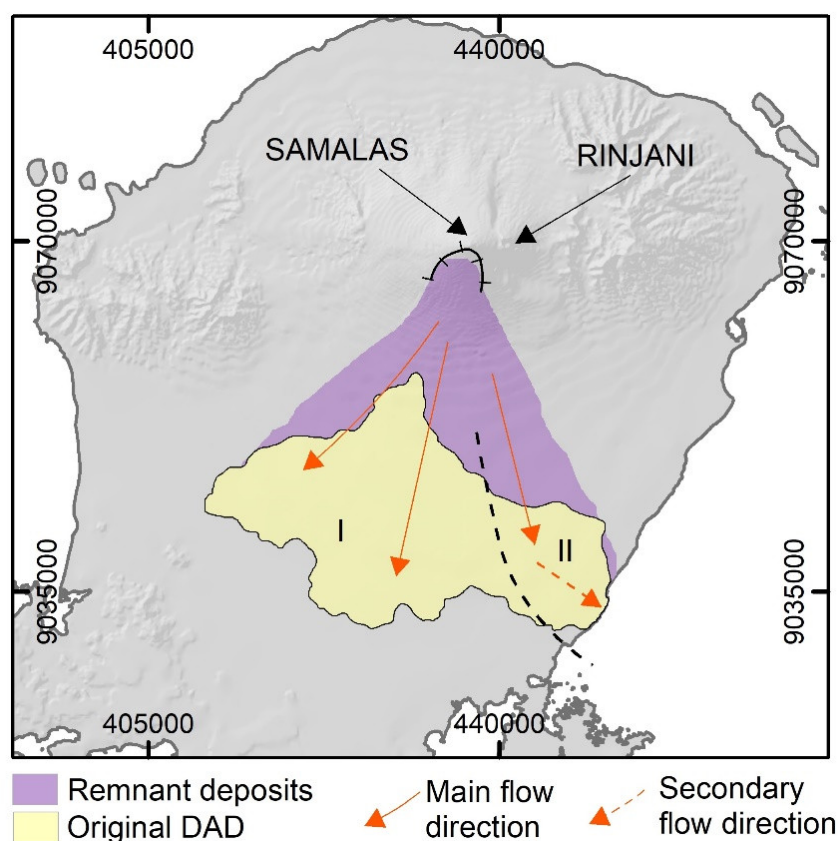 405000 440000
SAMALAS RINJANI
9070000 9070000
I II
9035000 9035000
405000 440000
Remnant deposits
Original DAD
Main flow
direction
Secondary
flow direction